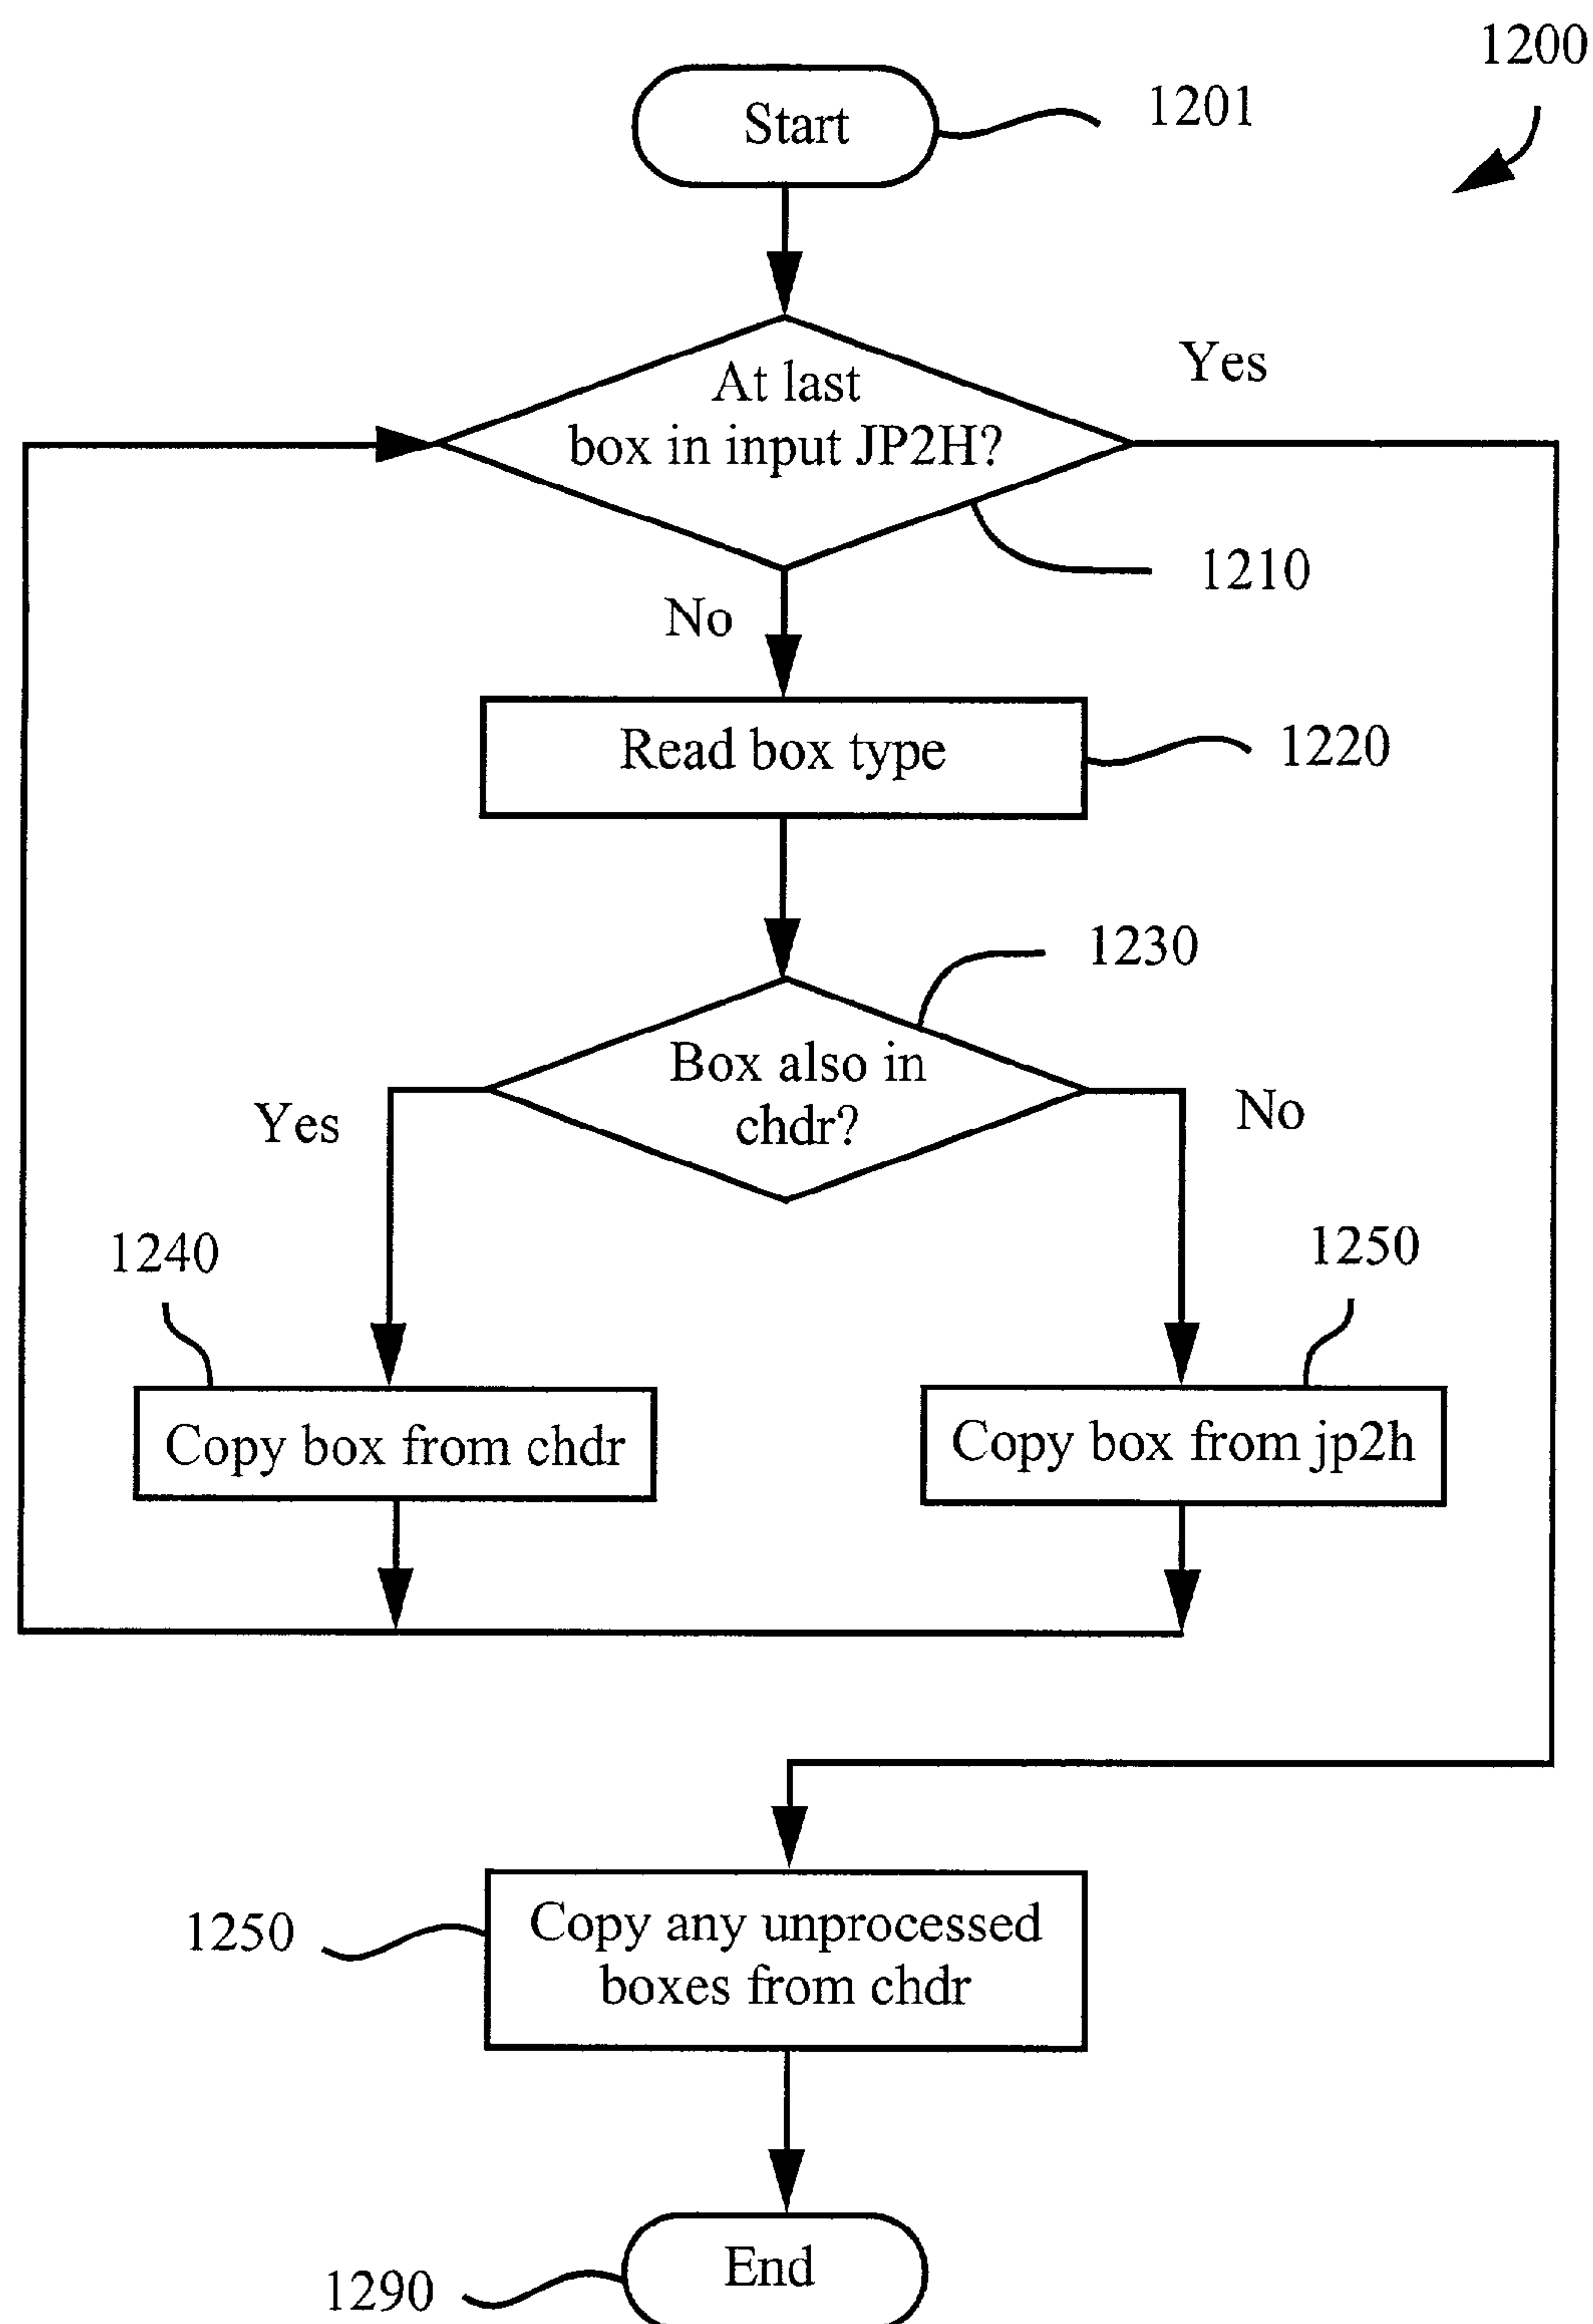 1200
Start
1201
At last
box in input JP2H?
Yes
1210
No
Read box type
1220
1230
Box also in
chdr?
Yes
No
1240
1250
Copy box from chdr
Copy box from jp2h
1250
Copy any unprocessed
boxes from chdr
End
1290